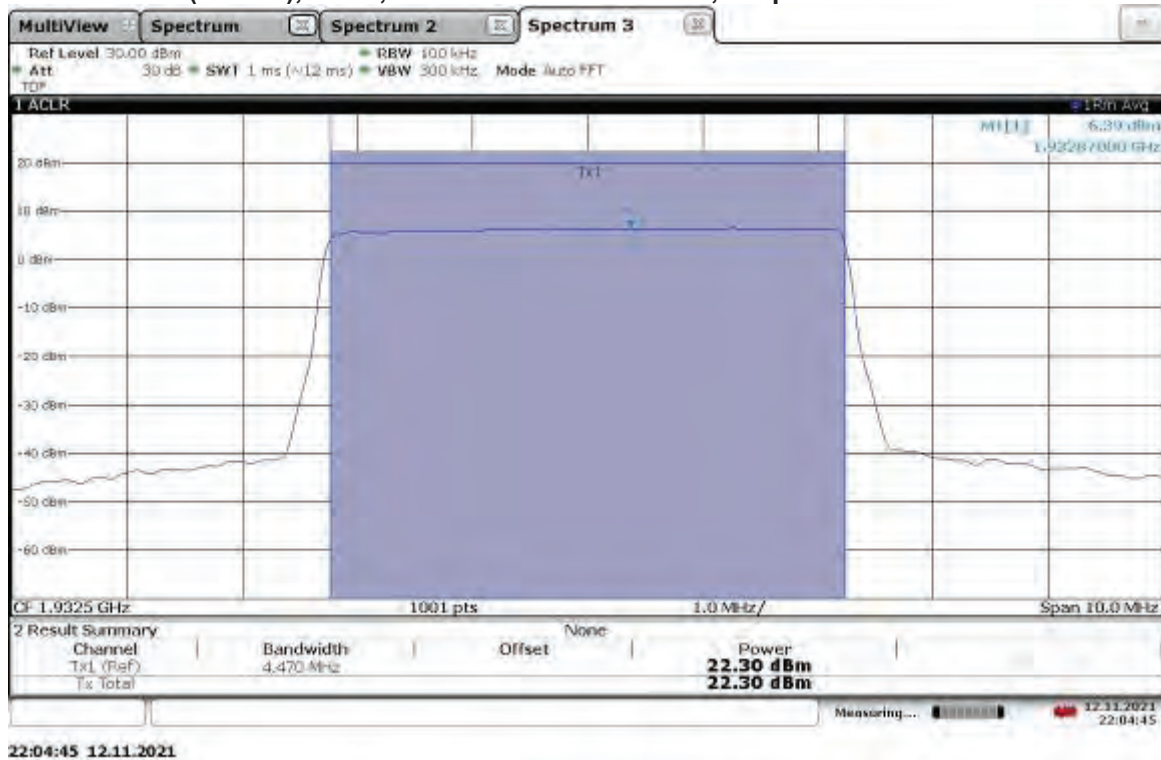 MultiView Spectrum Spectrum 2 Spectrum 3
Ref Level 30.00 dBm RBW 100 kHz
Att 30 dB SWT 1 ms (~12 ms) VBW 300 kHz Mode Auto FFT
TDF
1 ACLR 1Rm Avg
M1[1] 6.39 dBm
1.93287000 GHz
20 dBm
Tx1
10 dBm
0 dBm
-10 dBm
-20 dBm
-30 dBm
-40 dBm
-50 dBm
-60 dBm
CF 1.9325 GHz 1001 pts 1.0 MHz/ Span 10.0 MHz
2 Result Summary None
Channel Bandwidth Offset Power
Tx1 (Ref) 4.470 MHz 22.30 dBm
Tx Total 22.30 dBm
Measuring... 12.11.2021
22:04:45
22:04:45 12.11.2021